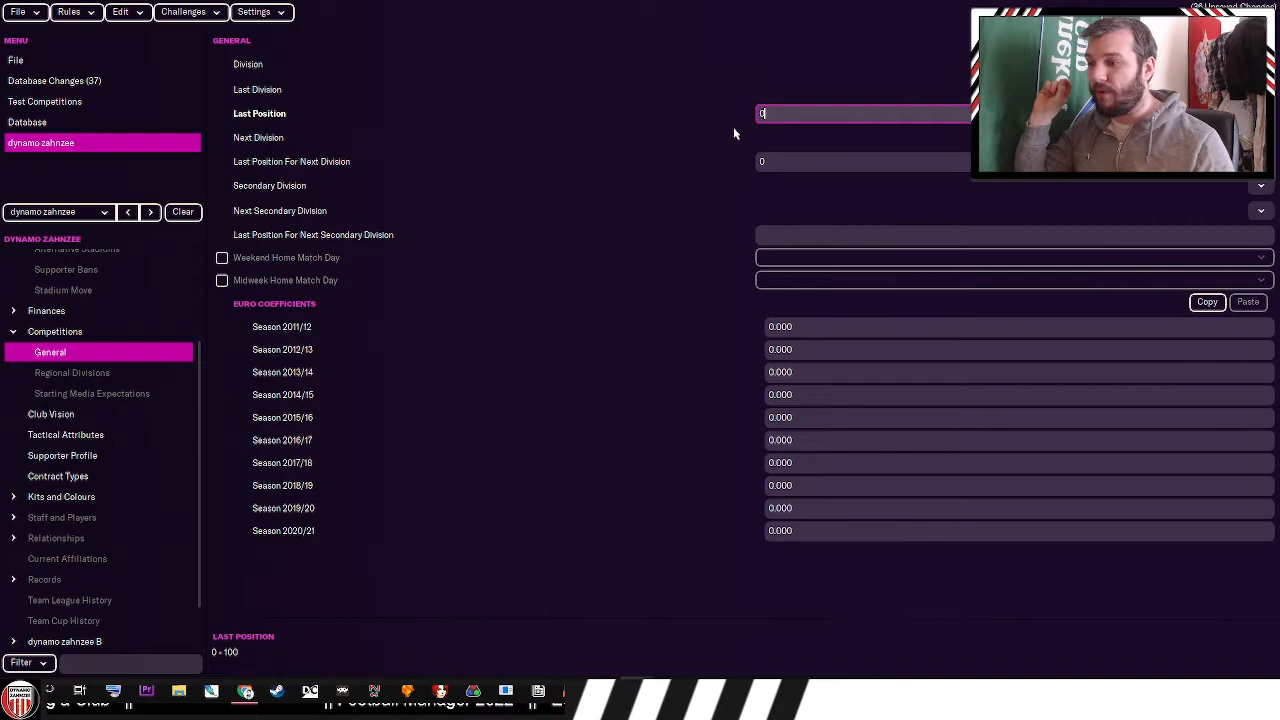 File Rules Edit Challenges Settings
MENU
File
Database Changes (37)
Test Competitions
Database
dynamo zahnzee
dynamo zahnzee Clear
DYNAMO ZAHNZEE
Alternative Stadiums
Supporter Bans
Stadium Move
Finances
Competitions
General
Regional Divisions
Starting Media Expectations
Club Vision
Tactical Attributes
Supporter Profile
Contract Types
Kits and Colours
Staff and Players
Relationships
Current Affiliations
Records
Team League History
Team Cup History
dynamo zahnzee B
Filter
GENERAL
Division
Last Division
Last Position 0
Next Division
Last Position For Next Division 0
Secondary Division
Next Secondary Division
Last Position For Next Secondary Division
Weekend Home Match Day
Midweek Home Match Day
EURO COEFFICIENTS Copy Paste
Season 2011/12 0.000
Season 2012/13 0.000
Season 2013/14 0.000
Season 2014/15 0.000
Season 2015/16 0.000
Season 2016/17 0.000
Season 2017/18 0.000
Season 2018/19 0.000
Season 2019/20 0.000
Season 2020/21 0.000
LAST POSITION
0 - 100
g a Club || || Football Manager 2022 ||